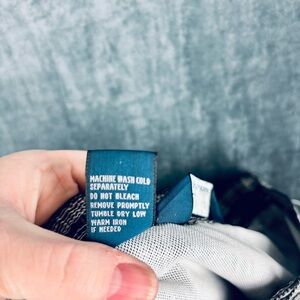 MACHINE WASH COLD
SEPARATELY
DO NOT BLEACH
REMOVE PROMPTLY
TUMBLE DRY LOW
WARM IRON
IF NEEDED